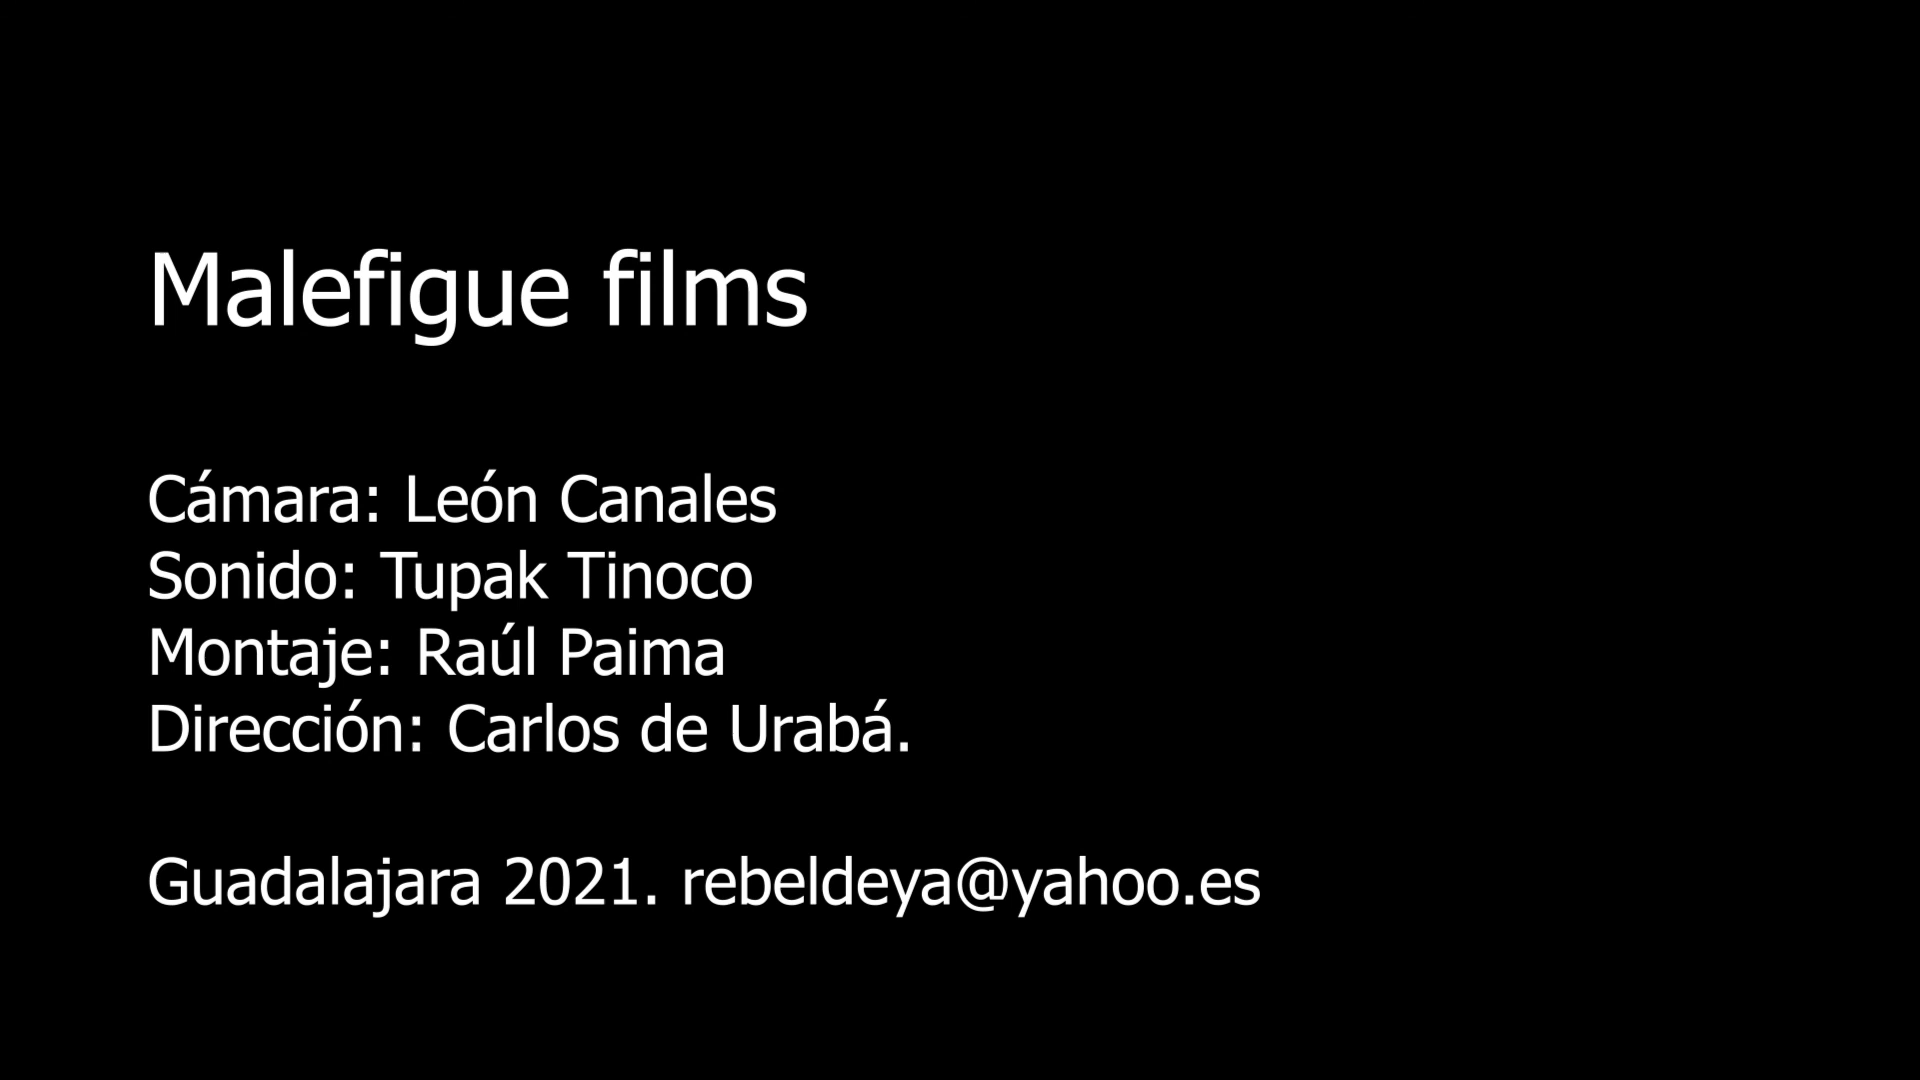 Malefigue films
Cámara: León Canales
Sonido: Tupak Tinoco
Montaje: Raúl Paima
Dirección: Carlos de Urabá.
Guadalajara 2021. rebeldeya@yahoo.es